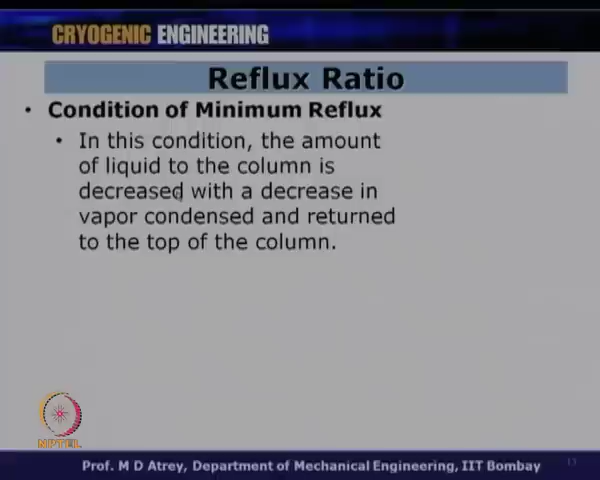 CRYOGENIC ENGINEERING
Reflux Ratio
• Condition of Minimum Reflux
• In this condition, the amount
of liquid to the column is
decreased with a decrease in
vapor condensed and returned
to the top of the column.
NPTEL
Prof. M D Atrey, Department of Mechanical Engineering, IIT Bombay